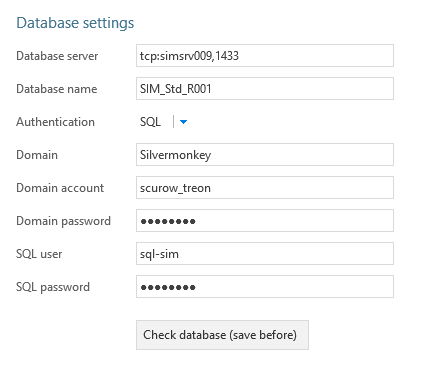 Database settings
Database server tcp:simsrv009,1433
Database name SIM_Std_R001
Authentication SQL
Domain Silvermonkey
Domain account scurow_treon
Domain password ●●●●●●●●
SQL user sql-sim
SQL password ●●●●●●●●
Check database (save before)